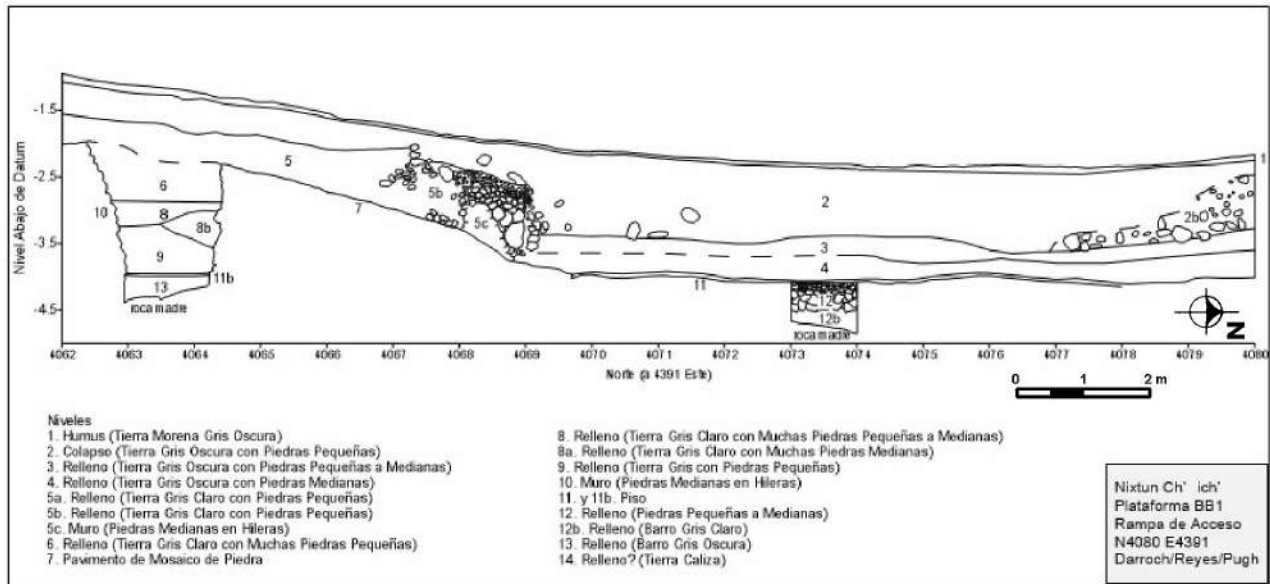 Nivel Abajo de Datum
-1.5
-2.5
-3.5
-4.5
1
5
6
5b
2
10
8
5c
7
2b
8b
3
9
4
11b
11
13
12
roca madre
12b
roca madre
N
4062 4063 4064 4065 4066 4067 4068 4069 4070 4071 4072 4073 4074 4075 4076 4077 4078 4079 4080
Norte (a 4391 Este)
0 1 2 m
Niveles
1. Humus (Tierra Morena Gris Oscura)
2. Colapso (Tierra Gris Oscura con Piedras Pequeñas)
3. Relleno (Tierra Gris Oscura con Piedras Pequeñas a Medianas)
4. Relleno (Tierra Gris Oscura con Piedras Medianas)
5a. Relleno (Tierra Gris Claro con Piedras Pequeñas)
5b. Relleno (Tierra Gris Claro con Piedras Pequeñas)
5c. Muro (Piedras Medianas en Hileras)
6. Relleno (Tierra Gris Claro con Muchas Piedras Pequeñas)
7. Pavimento de Mosaico de Piedra
8. Relleno (Tierra Gris Claro con Muchas Piedras Pequeñas a Medianas)
8a. Relleno (Tierra Gris Claro con Muchas Piedras Medianas)
9. Relleno (Tierra Gris con Piedras Pequeñas)
10. Muro (Piedras Medianas en Hileras)
11. y 11b. Piso
12. Relleno (Piedras Pequeñas a Medianas)
12b. Relleno (Barro Gris Claro)
13. Relleno (Barro Gris Oscura)
14. Relleno? (Tierra Caliza)
Nixtun Ch' ich'
Plataforma BB1
Rampa de Acceso
N4080 E4391
Darroch/Reyes/Pugh